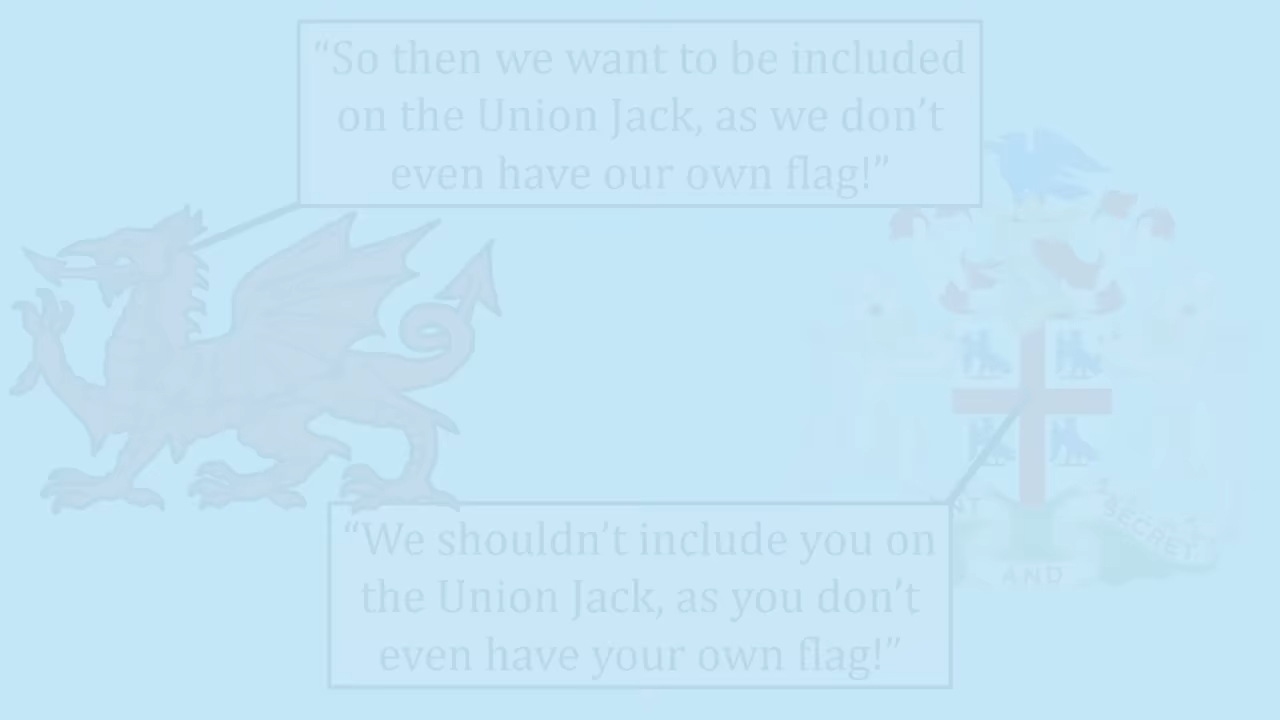 “So then we want to be included
on the Union Jack, as we don’t
even have our own flag!”
“We shouldn’t include you on
the Union Jack, as you don’t
even have your own flag!”
AT
SECRET
AND